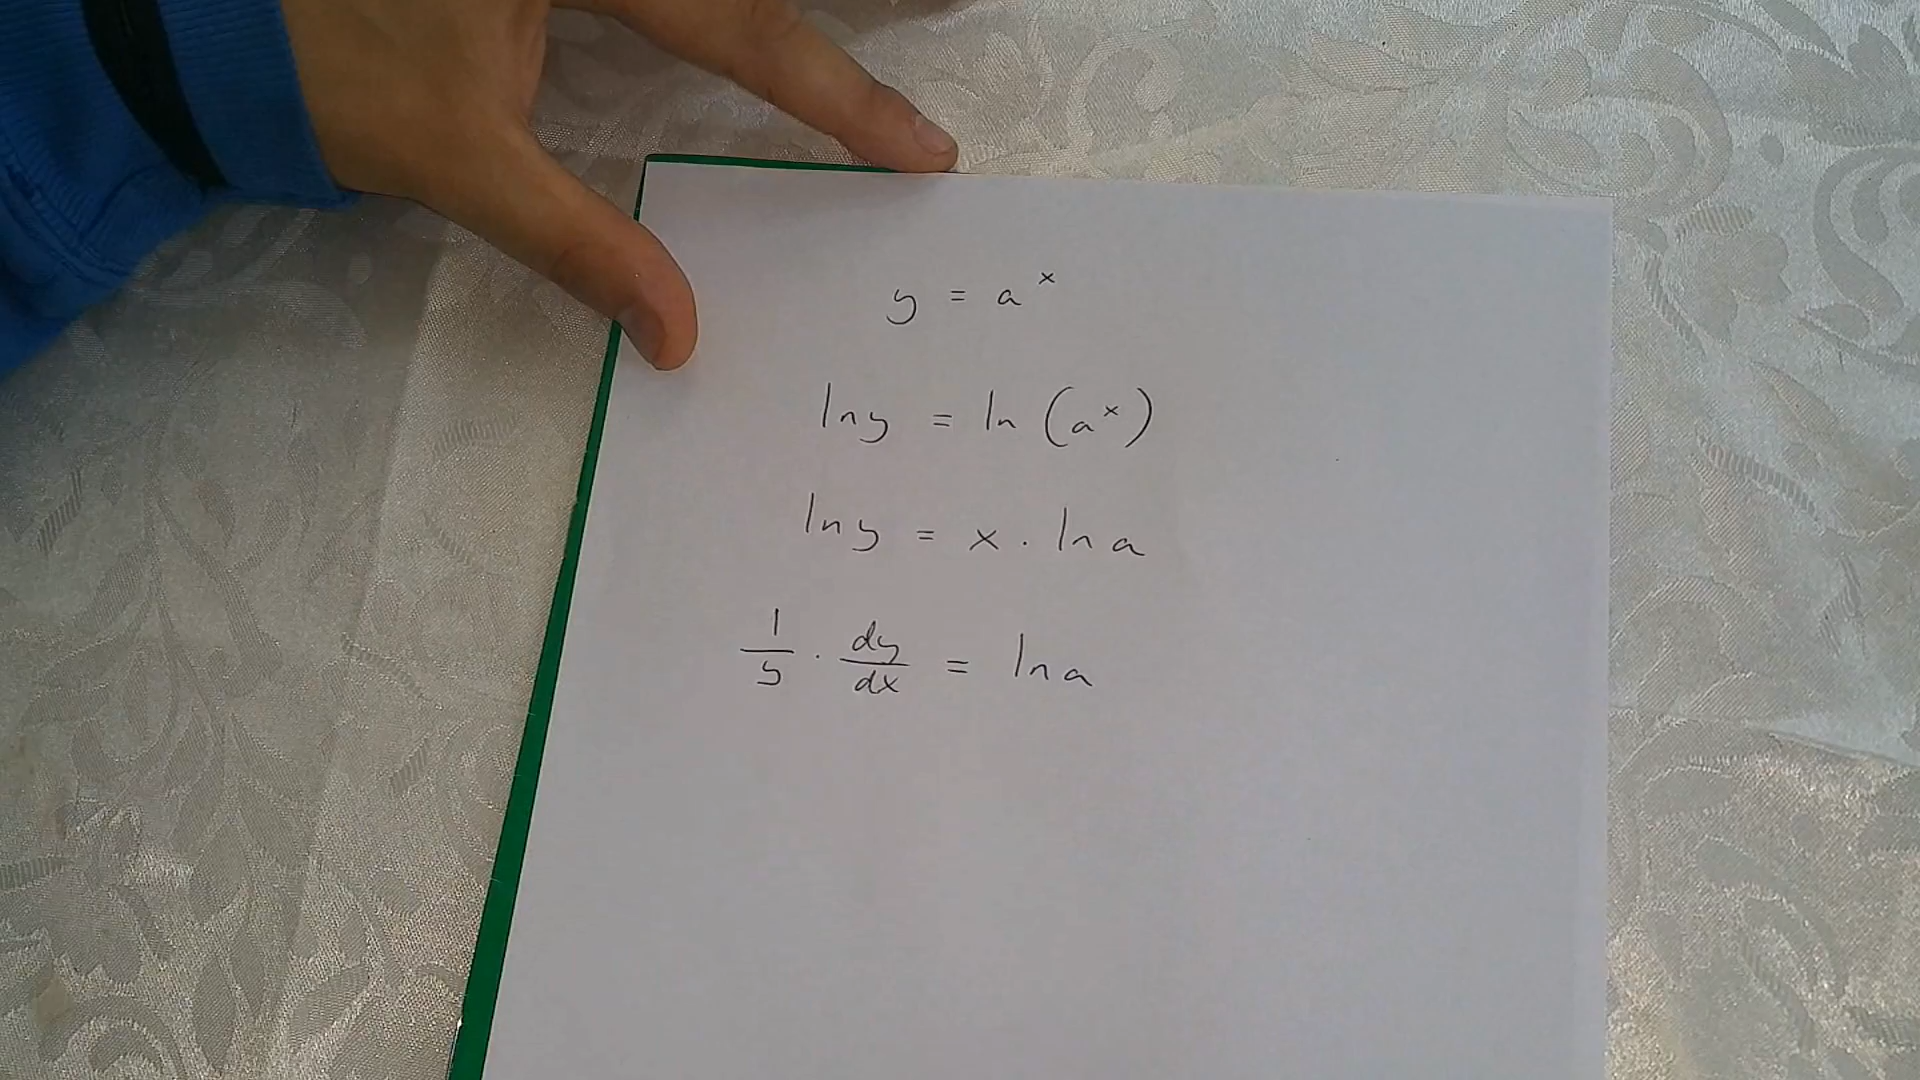 y = a^x
ln y = ln (a^x)
ln y = x . ln a
1/y . dy/dx = ln a